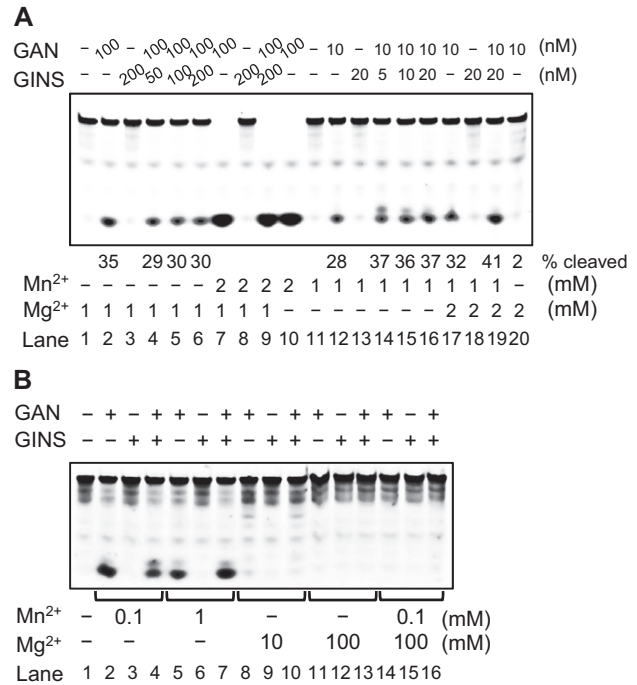 A
GAN – 100 – 100 100 100 100 – 100 100 – 10 – 10 10 10 10 – 10 10 (nM)
GINS – – 200 50 100 200 – 200 200 – – – 20 5 10 20 – 20 20 – (nM)
35 29 30 30 28 37 36 37 32 41 2 % cleaved
Mn2+ – – – – – – 2 2 2 2 1 1 1 1 1 1 1 1 1 – (mM)
Mg2+ 1 1 1 1 1 1 1 1 1 – – – – – – – 2 2 2 2 (mM)
Lane 1 2 3 4 5 6 7 8 9 10 11 12 13 14 15 16 17 18 19 20
B
GAN – + – + + – + + – + + – + + – +
GINS – – + + – + + – + + – + + – + +
Mn2+ – 0.1 1 – – 0.1 (mM)
Mg2+ – – – 10 100 100 (mM)
Lane 1 2 3 4 5 6 7 8 9 10 11 12 13 14 15 16